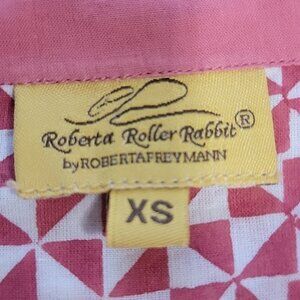 Roberta Roller Rabbit®
by ROBERTAFREYMANN
XS